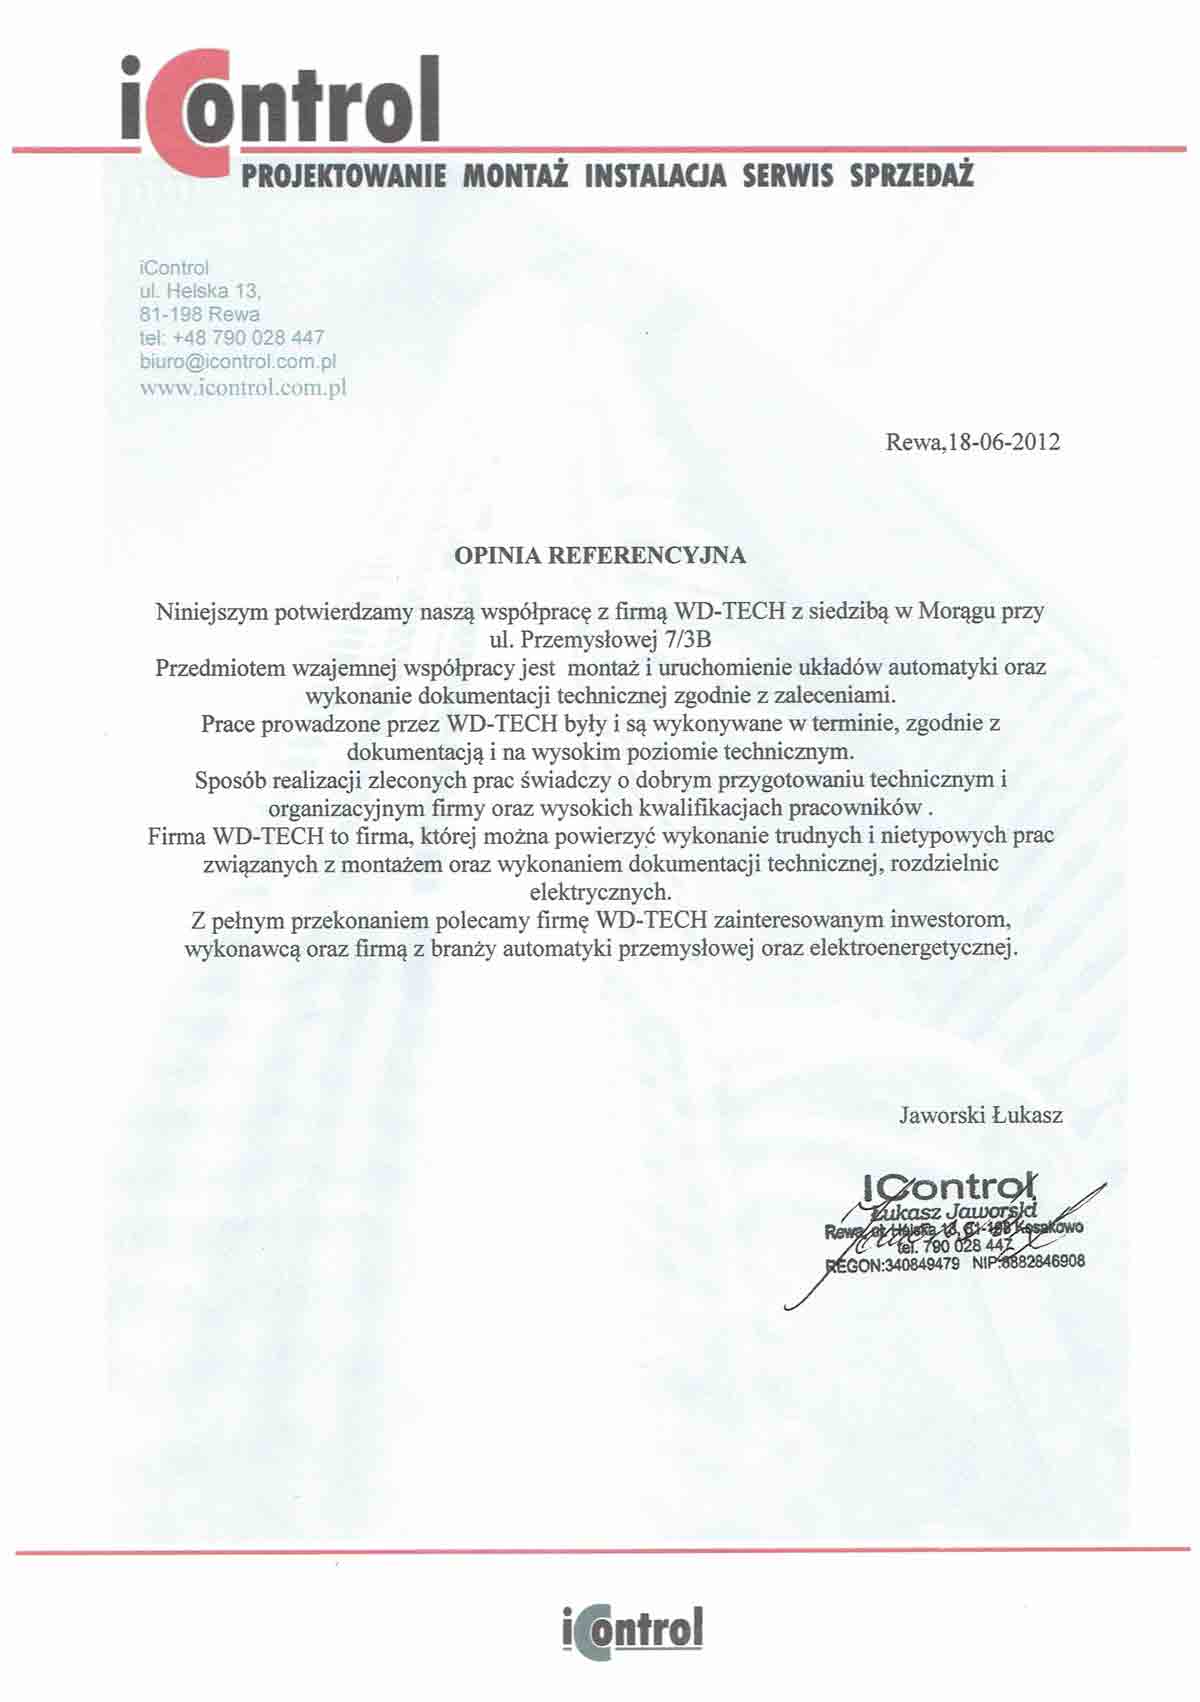 iControl
PROJEKTOWANIE MONTAŻ INSTALACJA SERWIS SPRZEDAŻ
iControl
ul. Helska 13,
81-198 Rewa
tel: +48 790 028 447
biuro@icontrol.com.pl
www.icontrol.com.pl
Rewa,18-06-2012
OPINIA REFERENCYJNA
Niniejszym potwierdzamy naszą współpracę z firmą WD-TECH z siedzibą w Morągu przy
ul. Przemysłowej 7/3B
Przedmiotem wzajemnej współpracy jest montaż i uruchomienie układów automatyki oraz
wykonanie dokumentacji technicznej zgodnie z zaleceniami.
Prace prowadzone przez WD-TECH były i są wykonywane w terminie, zgodnie z
dokumentacją i na wysokim poziomie technicznym.
Sposób realizacji zleconych prac świadczy o dobrym przygotowaniu technicznym i
organizacyjnym firmy oraz wysokich kwalifikacjach pracowników .
Firma WD-TECH to firma, której można powierzyć wykonanie trudnych i nietypowych prac
związanych z montażem oraz wykonaniem dokumentacji technicznej, rozdzielnic
elektrycznych.
Z pełnym przekonaniem polecamy firmę WD-TECH zainteresowanym inwestorom,
wykonawcą oraz firmą z branży automatyki przemysłowej oraz elektroenergetycznej.
Jaworski Łukasz
IControl
Łukasz Jaworski
Rewa, ul. Helska 13, 81-198 Kosakowo
tel. 790 028 447
REGON:340849479 NIP:8882846908
iControl